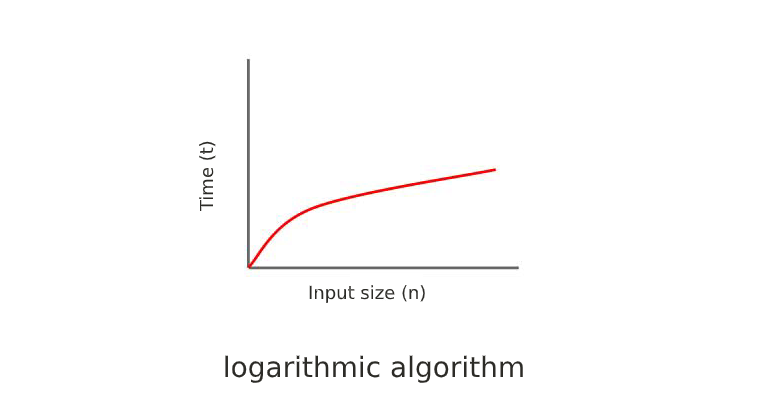 Time (t)
Input size (n)
logarithmic algorithm